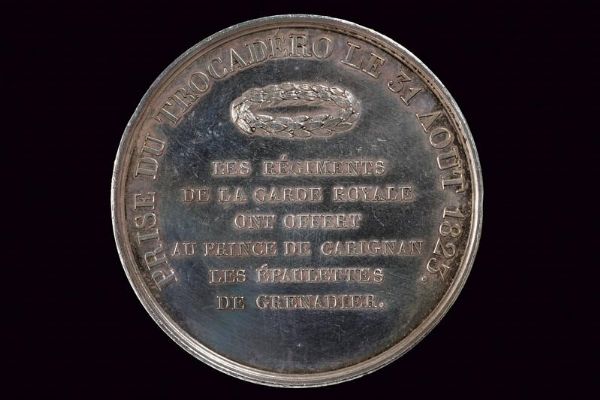 PRISE DU TROCADÉRO LE 31 AOUT 1823.
LES RÉGIMENTS
DE LA GARDE ROYALE
ONT OFFERT
AU PRINCE DE CARIGNAN
LES ÉPAULETTES
DE GRENADIER.